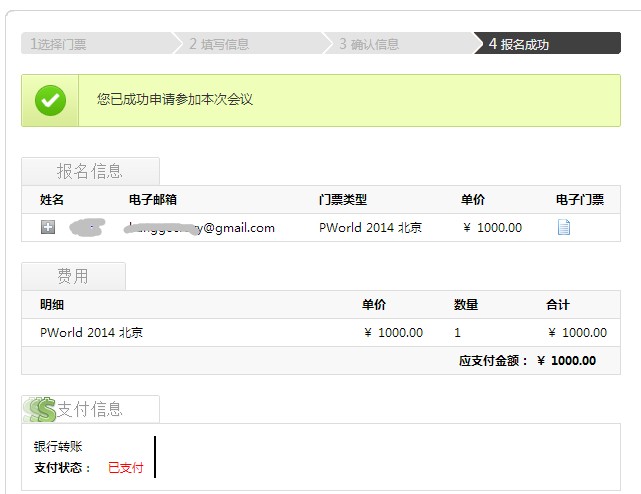 1选择门票 2 填写信息 3 确认信息 4 报名成功
您已成功申请参加本次会议
报名信息
姓名 电子邮箱 门票类型 单价 电子门票
@gmail.com PWorld 2014 北京 ￥ 1000.00
费用
明细 单价 数量 合计
PWorld 2014 北京 ￥ 1000.00 1 ￥ 1000.00
应支付金额： ￥ 1000.00
支付信息
银行转账
支付状态： 已支付